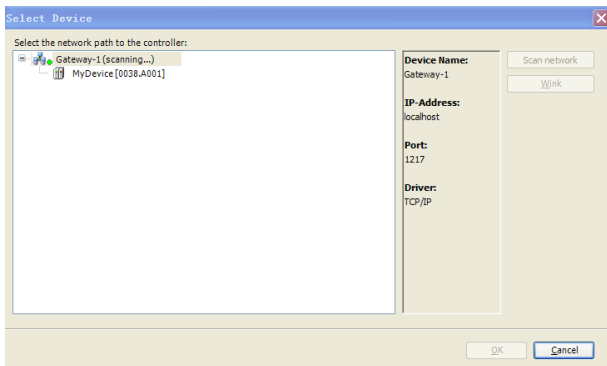 Select Device
Select the network path to the controller:
Gateway-1 (scanning...)
MyDevice [0038.A001]
Device Name:
Gateway-1
IP-Address:
localhost
Port:
1217
Driver:
TCP/IP
Scan network
Wink
OK
Cancel